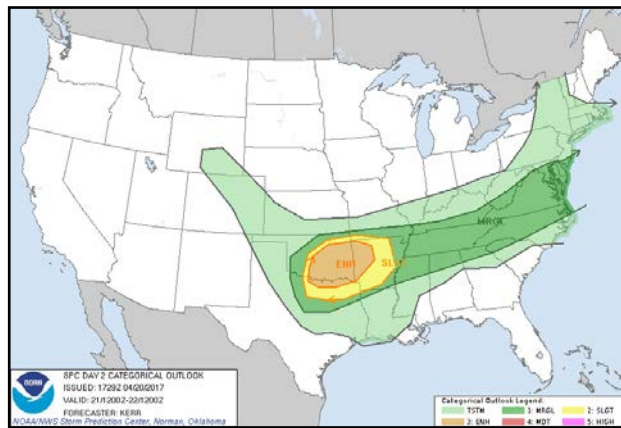 MRGL
ENH
SLGT
SPC DAY 2 CATEGORICAL OUTLOOK
ISSUED: 1729Z 04/20/2017
VALID: 21/1200Z-22/1200Z
FORECASTER: KERR
NOAA/NWS Storm Prediction Center, Norman, Oklahoma
NOAA
Categorical Outlook Legend:
TSTM 1: MRGL 2: SLGT
3: ENH 4: MDT 5: HIGH